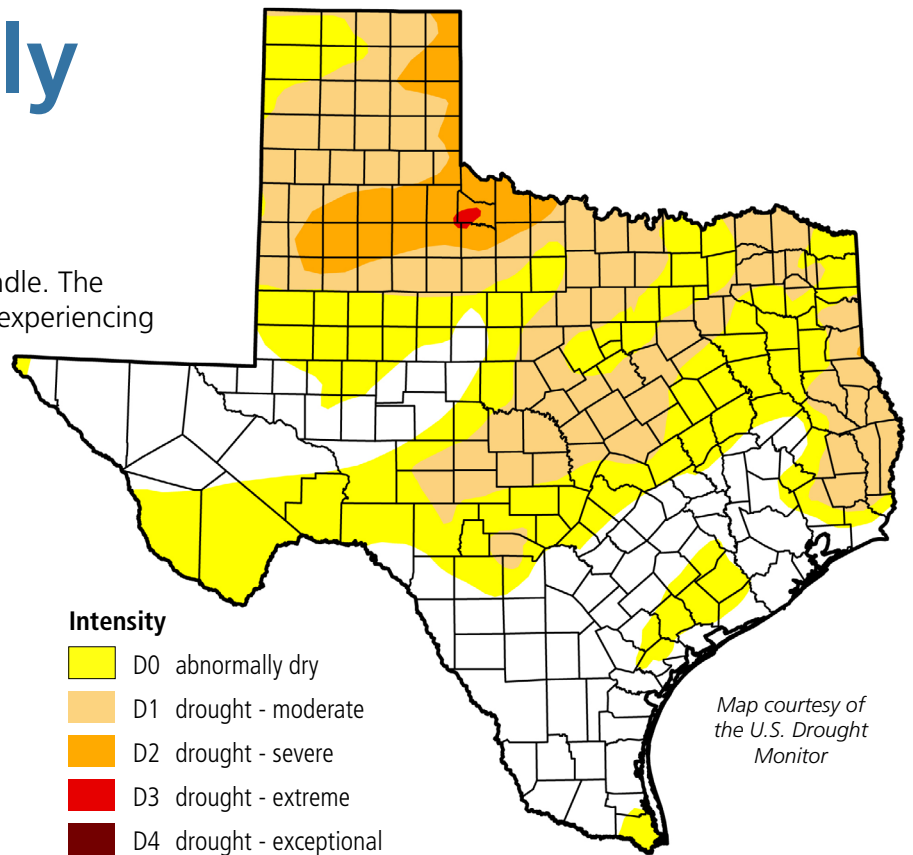 ly
ndle. The
experiencing
Intensity
D0 abnormally dry
D1 drought - moderate
D2 drought - severe
D3 drought - extreme
D4 drought - exceptional
Map courtesy of
the U.S. Drought
Monitor